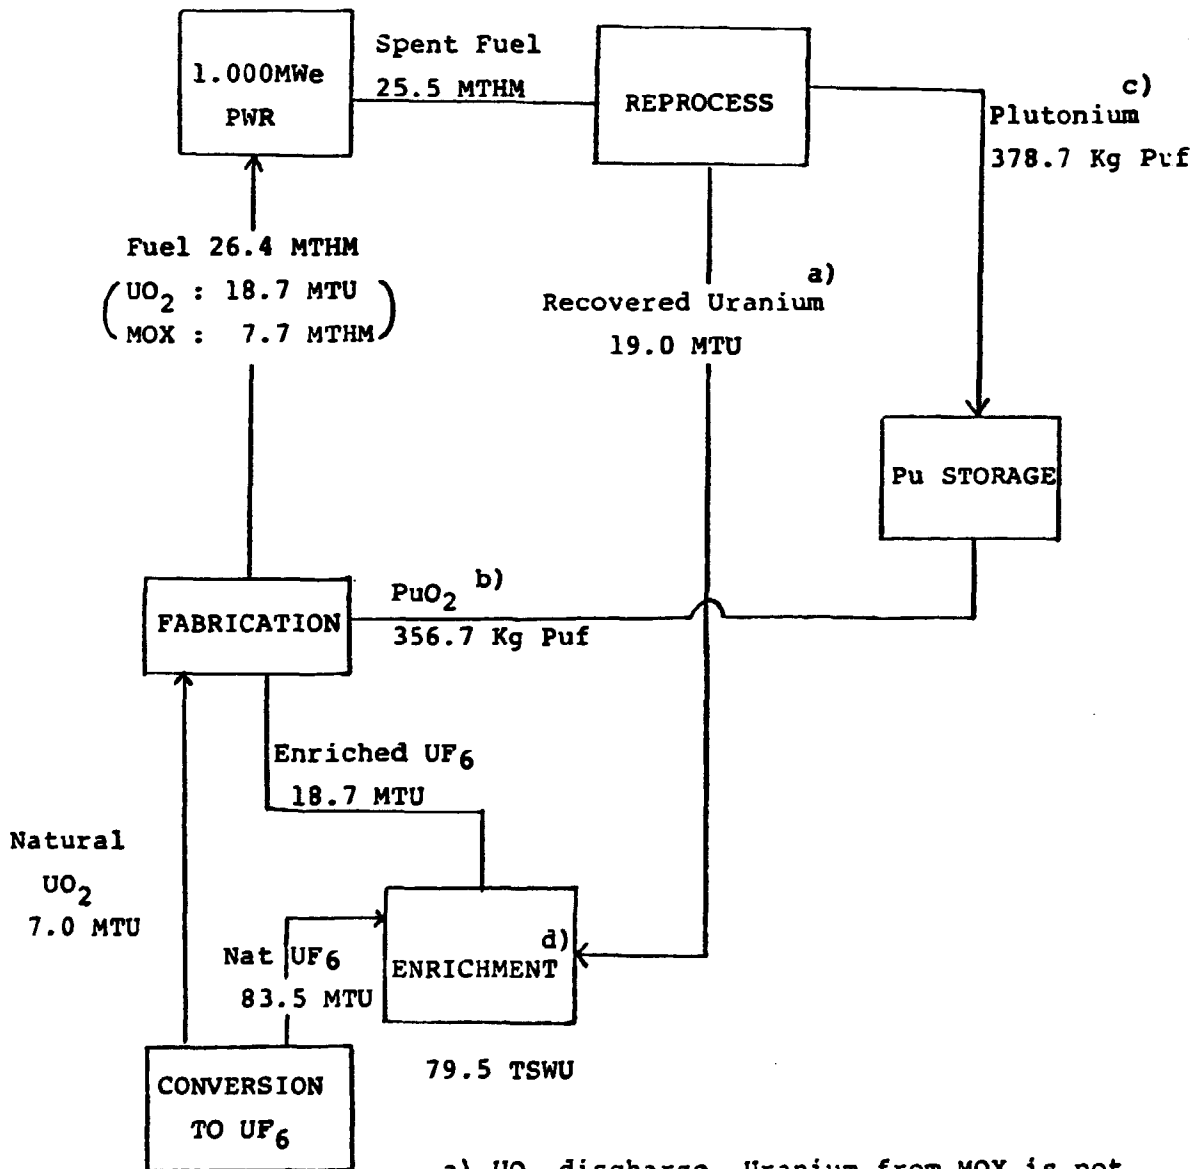 1.000MWe
PWR
Spent Fuel
25.5 MTHM
REPROCESS
c)
Plutonium
378.7 Kg Puf
Fuel 26.4 MTHM
(UO2 : 18.7 MTU
MOX : 7.7 MTHM)
a)
Recovered Uranium
19.0 MTU
Pu STORAGE
FABRICATION
PuO2 b)
356.7 Kg Puf
Enriched UF6
18.7 MTU
Natural
UO2
7.0 MTU
Nat UF6
83.5 MTU
d)
ENRICHMENT
79.5 TSWU
CONVERSION
TO UF6
a) UO2 discharge. Uranium from MOX is not